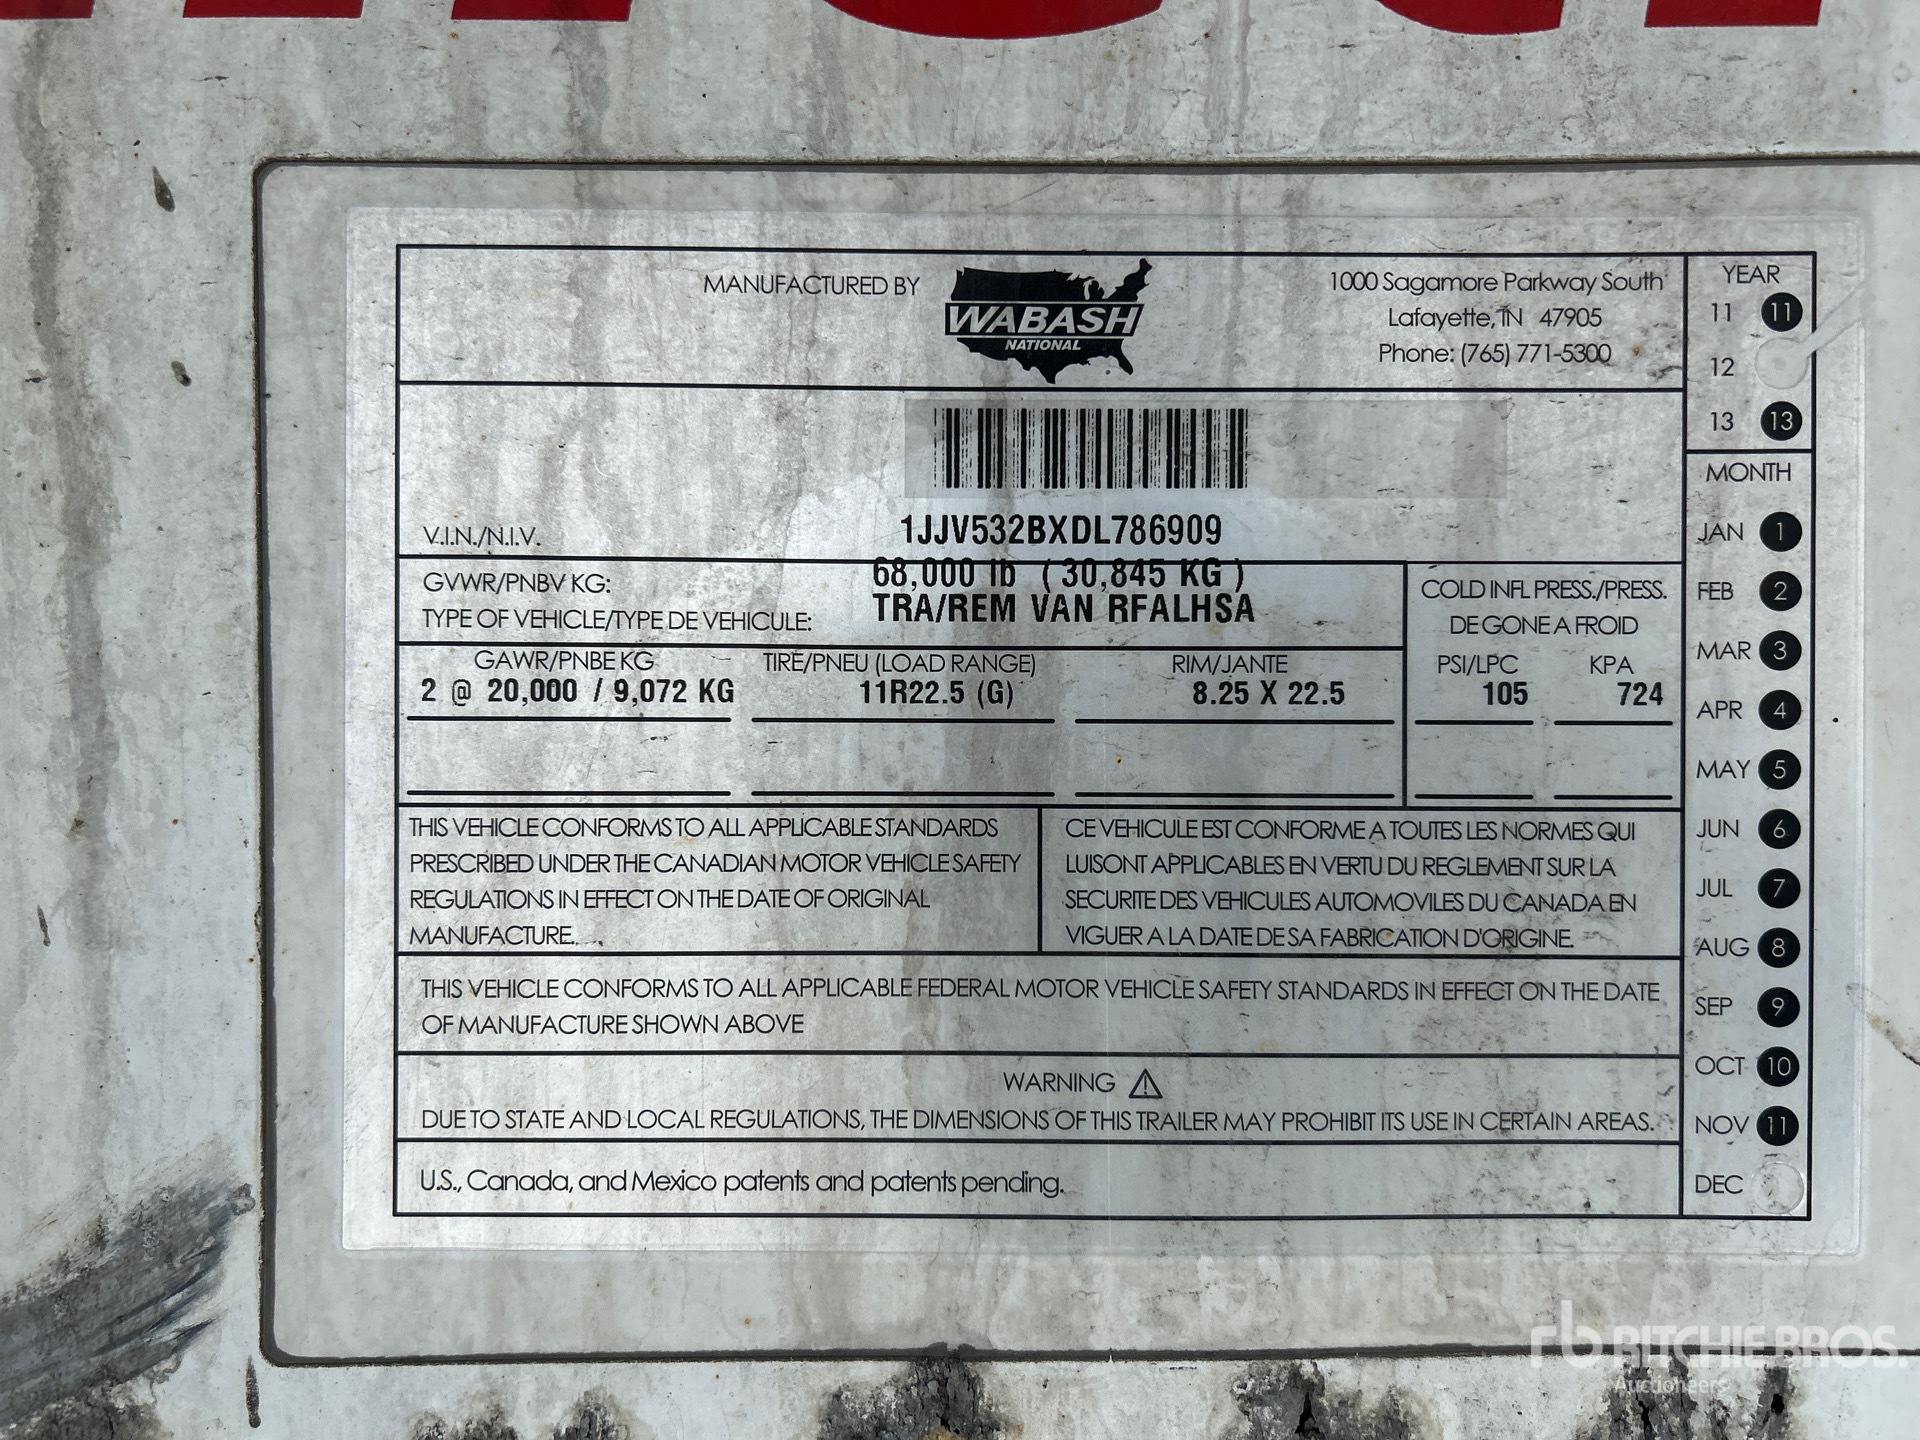 MANUFACTURED BY
WABASH
NATIONAL
1000 Sagamore Parkway South
Lafayette, IN 47905
Phone: (765) 771-5300
V.I.N./N.I.V.
1JJV532BXDL786909
GVWR/PNBV KG:
68,000 lb (30,845 KG)
TYPE OF VEHICLE/TYPE DE VEHICULE:
TRA/REM VAN RFALHSA
COLD INFL PRESS./PRESS.
DE GONE A FROID
GAWR/PNBE KG
TIRE/PNEU (LOAD RANGE)
RIM/JANTE
PSI/LPC
KPA
2 @ 20,000 / 9,072 KG
11R22.5 (G)
8.25 X 22.5
105
724
THIS VEHICLE CONFORMS TO ALL APPLICABLE STANDARDS
PRESCRIBED UNDER THE CANADIAN MOTOR VEHICLE SAFETY
REGULATIONS IN EFFECT ON THE DATE OF ORIGINAL
MANUFACTURE.
CE VEHICULE EST CONFORME A TOUTES LES NORMES QUI
LUISONT APPLICABLES EN VERTU DU REGLEMENT SUR LA
SECURITE DES VEHICULES AUTOMOVILES DU CANADA EN
VIGUER A LA DATE DE SA FABRICATION D'ORIGINE.
THIS VEHICLE CONFORMS TO ALL APPLICABLE FEDERAL MOTOR VEHICLE SAFETY STANDARDS IN EFFECT ON THE DATE
OF MANUFACTURE SHOWN ABOVE
WARNING
DUE TO STATE AND LOCAL REGULATIONS, THE DIMENSIONS OF THIS TRAILER MAY PROHIBIT ITS USE IN CERTAIN AREAS.
U.S., Canada, and Mexico patents and patents pending.
YEAR
11 11
12
13 13
MONTH
JAN 1
FEB 2
MAR 3
APR 4
MAY 5
JUN 6
JUL 7
AUG 8
SEP 9
OCT 10
NOV 11
DEC
rb RITCHIE BROS.
Auctioneers